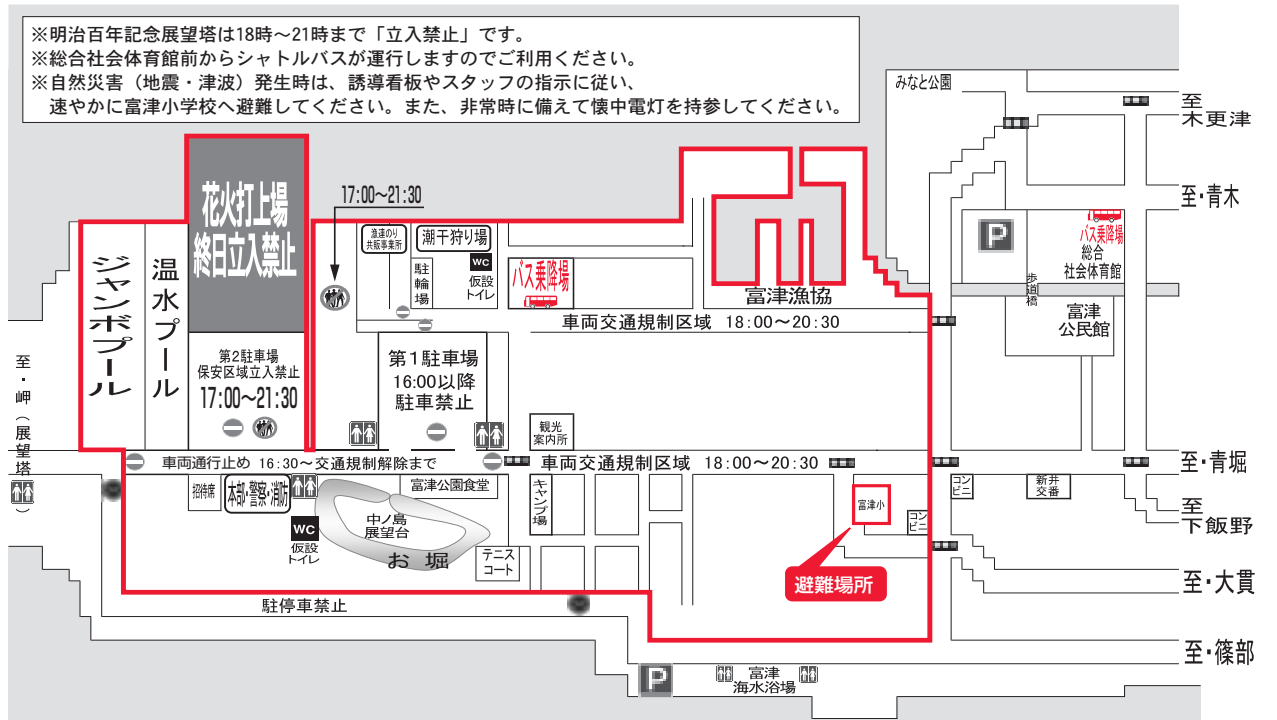 ※明治百年記念展望塔は18時～21時まで「立入禁止」です。
※総合社会体育館前からシャトルバスが運行しますのでご利用ください。
※自然災害（地震・津波）発生時は、誘導看板やスタッフの指示に従い、
速やかに富津小学校へ避難してください。また、非常時に備えて懐中電灯を持参してください。
みなと公園
至
木更津
至・青木
P
バス乗降場
総合
社会体育館
歩道橋
富津
公民館
花火打上場
終日立入禁止
17:00～21:30
漁連のり
共販事業所
潮干狩り場
WC
仮設
トイレ
駐輪場
バス乗降場
富津漁協
車両交通規制区域 18:00～20:30
ジャンボプール
温水プール
第2駐車場
保安区域立入禁止
17:00～21:30
第1駐車場
16:00以降
駐車禁止
観光
案内所
至・岬（展望塔）
車両通行止め 16:30～交通規制解除まで
車両交通規制区域 18:00～20:30
至・青堀
招待席
本部・警察・消防
WC
仮設
トイレ
富津公園食堂
中ノ島
展望台
お堀
キャンプ場
テニス
コート
富津小
コンビニ
コンビニ
新井
交番
至
下飯野
避難場所
至・大貫
駐停車禁止
至・篠部
P
富津
海水浴場